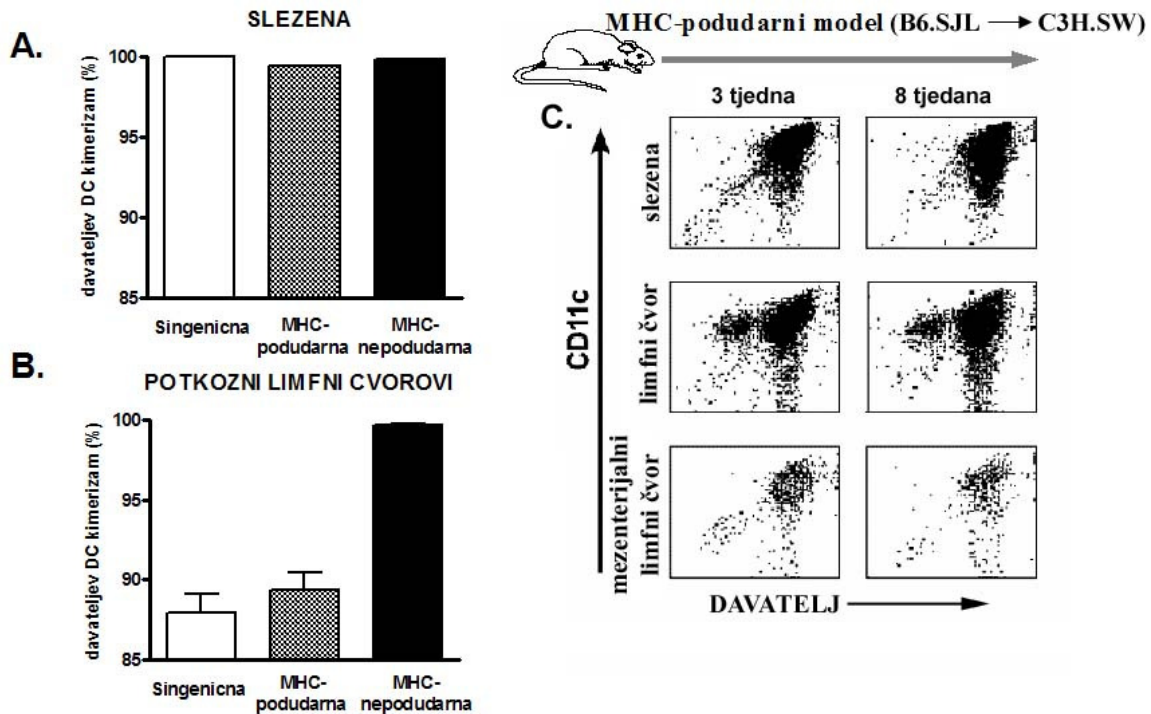 SLEZENA
A.
davateljev DC kimerizam (%)
100
95
90
85
Singenicna
MHC-
podudarna
MHC-
nepodudarna
B.
POTKOZNI LIMFNI CVOROVI
davateljev DC kimerizam (%)
100
95
90
85
Singenicna
MHC-
podudarna
MHC-
nepodudarna
MHC-podudarni model (B6.SJL → C3H.SW)
C.
3 tjedna
8 tjedana
CD11c
slezena
limfni čvor
mezenterijalni
limfni čvor
DAVATELJ